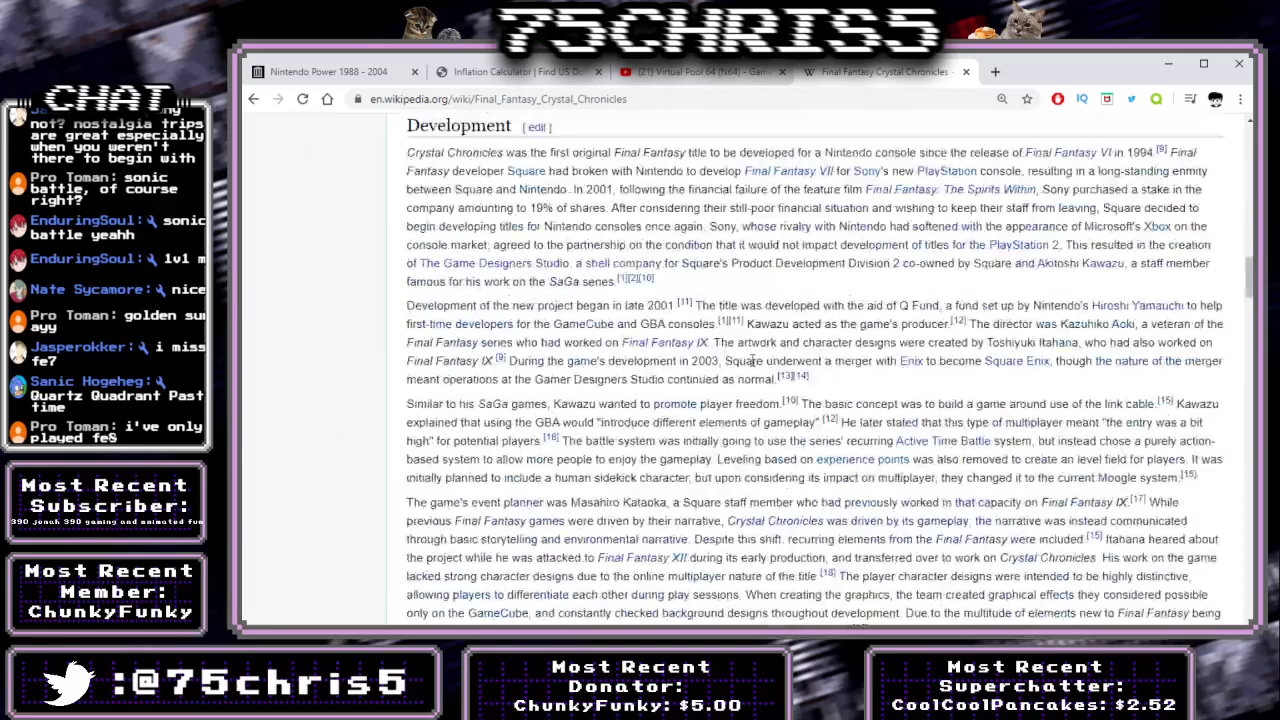 75CHRIS5
Nintendo Power 1988 - 2004
Inflation Calculator | Find US Do
(21) Virtual Pool 64 (N64) - Gam
Final Fantasy Crystal Chronicles -
en.wikipedia.org/wiki/Final_Fantasy_Crystal_Chronicles
CHAT
not? nostalgia trips
are great especially
when you weren't
there to begin with
Pro Toman: sonic
battle, of course
right?
EnduringSoul: sonic
battle yeahh
EnduringSoul: 1v1 m
Nate Sycamore: nice
Pro Toman: golden sun
ayy
Jasperokker: i miss
fe7
Sanic Hogeheg:
Quartz Quadrant Past
time
Pro Toman: i've only
played fe8
Development [ edit ]
Crystal Chronicles was the first original Final Fantasy title to be developed for a Nintendo console since the release of Final Fantasy VI in 1994.[9] Final
Fantasy developer Square had broken with Nintendo to develop Final Fantasy VII for Sony's new PlayStation console, resulting in a long-standing enmity
between Square and Nintendo. In 2001, following the financial failure of the feature film Final Fantasy: The Spirits Within, Sony purchased a stake in the
company amounting to 19% of shares. After considering their still-poor financial situation and wishing to keep their staff from leaving, Square decided to
begin developing titles for Nintendo consoles once again. Sony, whose rivalry with Nintendo had softened with the appearance of Microsoft's Xbox on the
console market, agreed to the partnership on the condition that it would not impact development of titles for the PlayStation 2. This resulted in the creation
of The Game Designers Studio, a shell company for Square's Product Development Division 2 co-owned by Square and Akitoshi Kawazu, a staff member
famous for his work on the SaGa series.[1][2][10]
Development of the new project began in late 2001.[11] The title was developed with the aid of Q Fund, a fund set up by Nintendo's Hiroshi Yamauchi to help
first-time developers for the GameCube and GBA consoles.[1][11] Kawazu acted as the game's producer.[12] The director was Kazuhiko Aoki, a veteran of the
Final Fantasy series who had worked on Final Fantasy IX. The artwork and character designs were created by Toshiyuki Itahana, who had also worked on
Final Fantasy IX.[9] During the game's development in 2003, Square underwent a merger with Enix to become Square Enix, though the nature of the merger
meant operations at the Gamer Designers Studio continued as normal.[13][14]
Similar to his SaGa games, Kawazu wanted to promote player freedom.[10] The basic concept was to build a game around use of the link cable.[15] Kawazu
explained that using the GBA would "introduce different elements of gameplay".[12] He later stated that this type of multiplayer meant "the entry was a bit
high" for potential players.[16] The battle system was initially going to use the series' recurring Active Time Battle system, but instead chose a purely action-
based system to allow more people to enjoy the gameplay. Leveling based on experience points was also removed to create an level field for players. It was
initially planned to include a human sidekick character, but upon considering its impact on multiplayer, they changed it to the current Moogle system.[15]
The game's event planner was Masahiro Kataoka, a Square staff member who had previously worked in that capacity on Final Fantasy IX.[17] While
previous Final Fantasy games were driven by their narrative, Crystal Chronicles was driven by its gameplay, the narrative was instead communicated
through basic storytelling and environmental narrative. Despite this shift, recurring elements from the Final Fantasy were included.[15] Itahana heard about
the project while he was attached to Final Fantasy XII during its early production, and transferred over to work on Crystal Chronicles. His work on the game
lacked strong character designs due to the online multiplayer nature of the title.[18] The player character designs were intended to be highly distinctive,
allowing players to differentiate each other during play sessions. When creating the graphics, the team created graphical effects they considered possible
only on the GameCube, and constantly checked background designs throughout development. Due to the multitude of elements new to Final Fantasy being
Most Recent
Subscriber:
390 jonah 390 gaming and animated fun
Most Recent
Member:
ChunkyFunky
:@75chris5
Most Recent
Donator:
ChunkyFunky: $5.00
Most Recent
Superchatter:
CoolCoolPancakes: $2.52